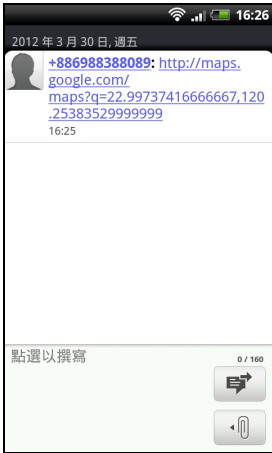 16:26
2012 年 3 月 30 日, 週五
+886988388089: http://maps.
google.com/
maps?q=22.99737416666667,120
.25383529999999
16:25
點選以撰寫
0 / 160